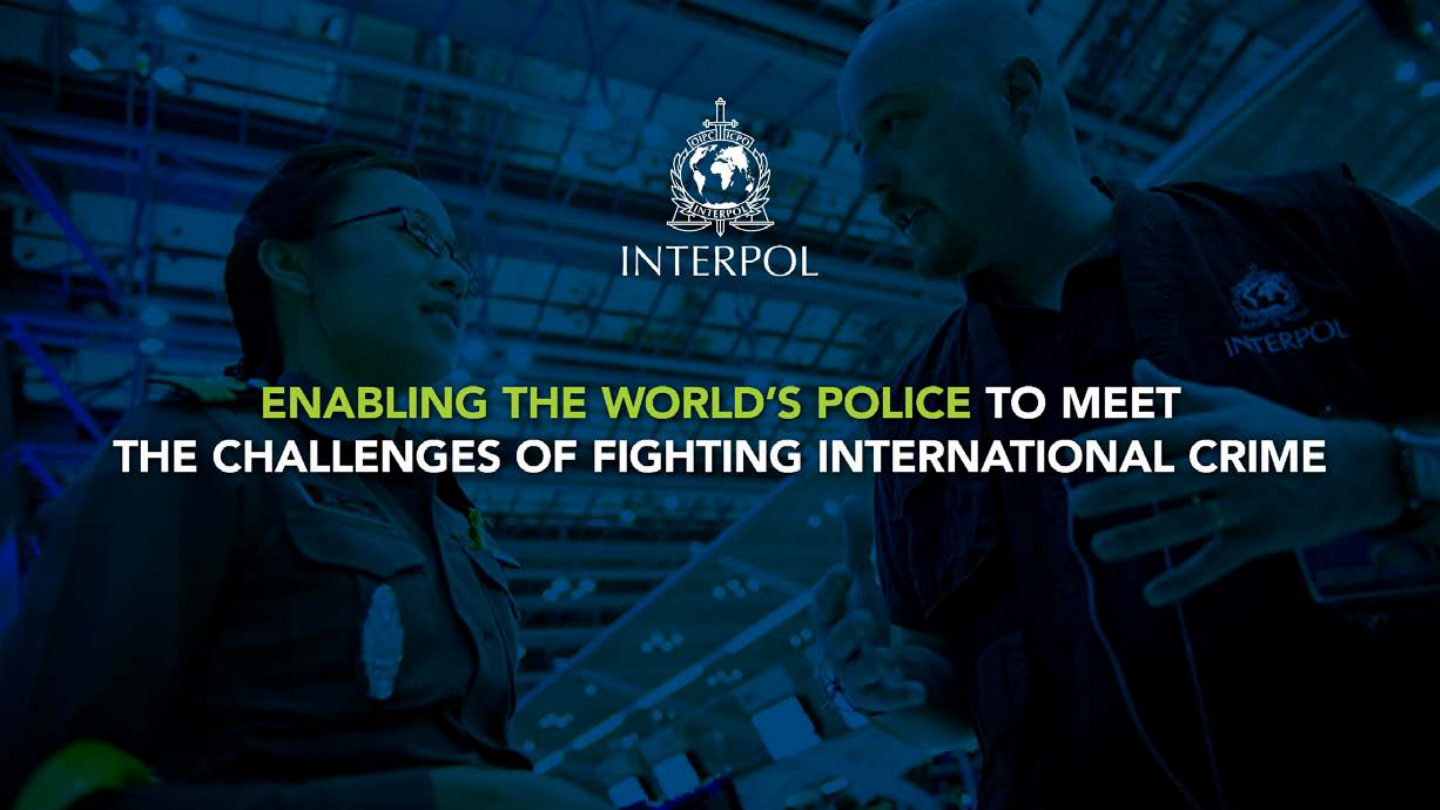 OIPC ICPO
INTERPOL
INTERPOL
INTERPOL
ENABLING THE WORLD’S POLICE TO MEET
THE CHALLENGES OF FIGHTING INTERNATIONAL CRIME